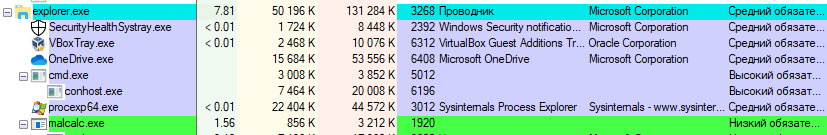 explorer.exe 7.81 50 196 K 131 284 K 3268 Проводник Microsoft Corporation Средний обязате...
SecurityHealthSystray.exe < 0.01 1 724 K 8 448 K 2392 Windows Security notificatio... Microsoft Corporation Средний обязате...
VBoxTray.exe < 0.01 2 468 K 10 076 K 6312 VirtualBox Guest Additions Tr... Oracle Corporation Средний обязате...
OneDrive.exe 15 684 K 53 556 K 6408 Microsoft OneDrive Microsoft Corporation Средний обязате...
cmd.exe 3 008 K 3 852 K 5012 Высокий обязат...
conhost.exe 7 464 K 20 008 K 6196 Высокий обязат...
procexp64.exe < 0.01 22 404 K 44 572 K 3012 Sysinternals Process Explorer Sysinternals - www.sysinter... Средний обязате...
malcalc.exe 1.56 856 K 3 212 K 1920 Низкий обязате...